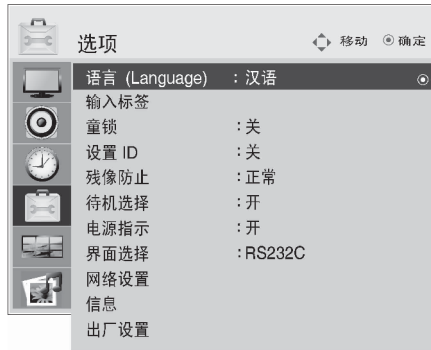 选项 移动 确定
语言 (Language) : 汉语
输入标签
童锁 : 关
设置 ID : 关
残像防止 : 正常
待机选择 : 开
电源指示 : 开
界面选择 : RS232C
网络设置
信息
出厂设置